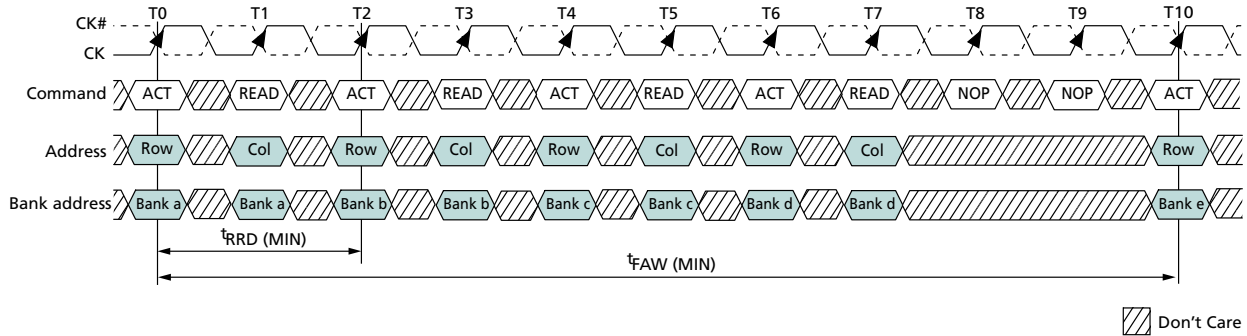 T0 T1 T2 T3 T4 T5 T6 T7 T8 T9 T10
CK#
CK
Command ACT READ ACT READ ACT READ ACT READ NOP NOP ACT
Address Row Col Row Col Row Col Row Col Row
Bank address Bank a Bank a Bank b Bank b Bank c Bank c Bank d Bank d Bank e
tRRD (MIN)
tFAW (MIN)
Don't Care